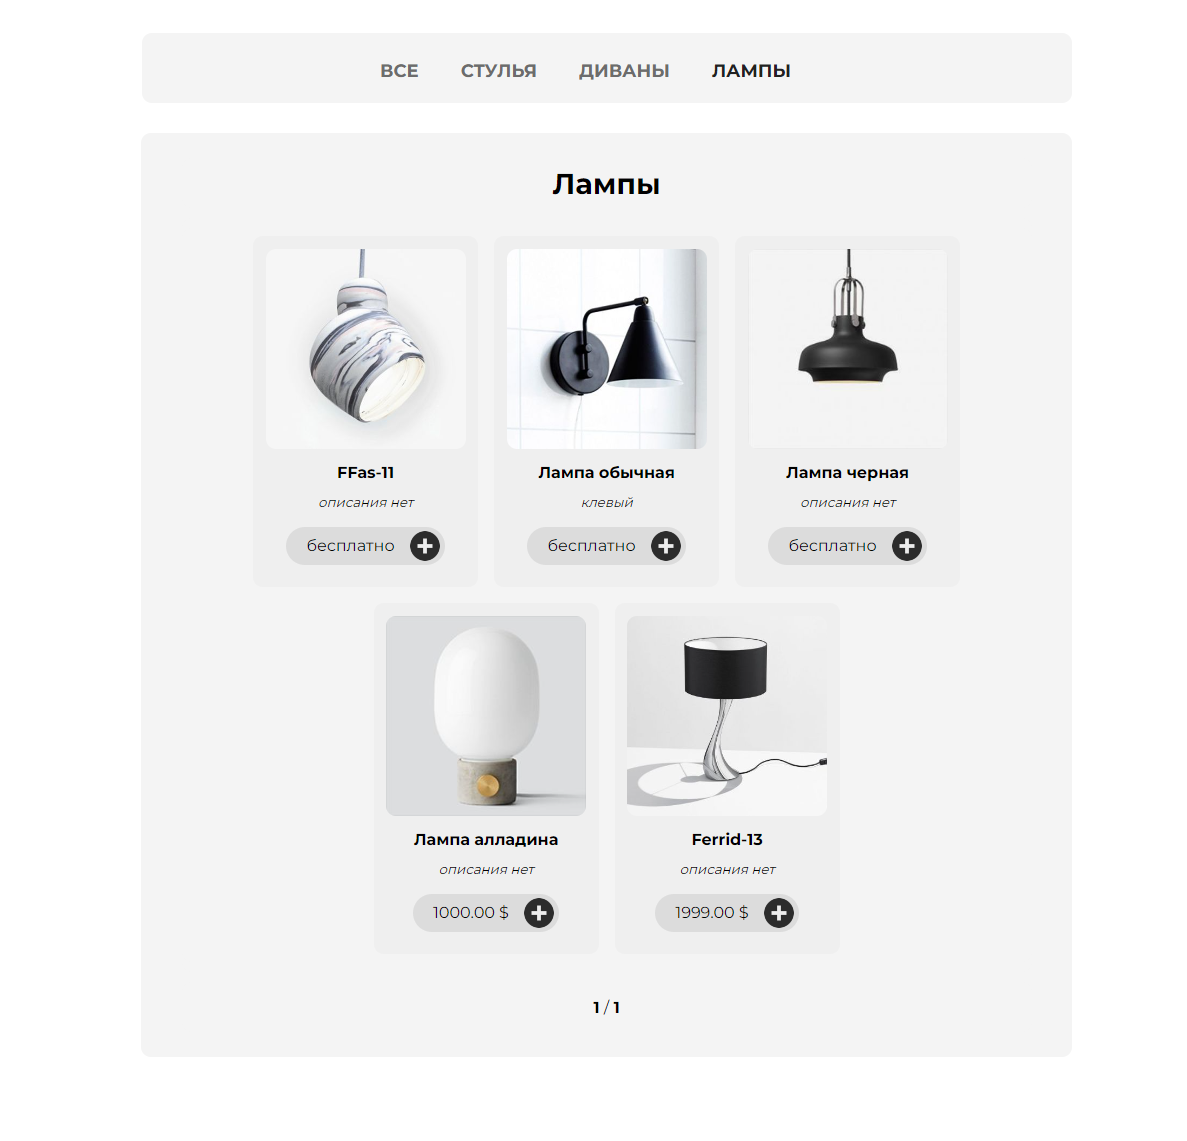 ВСЕ СТУЛЬЯ ДИВАНЫ ЛАМПЫ
Лампы
FFas-11
описания нет
бесплатно
Лампа обычная
клевый
бесплатно
Лампа черная
описания нет
бесплатно
Лампа алладина
описания нет
1000.00 $
Ferrid-13
описания нет
1999.00 $
1 / 1